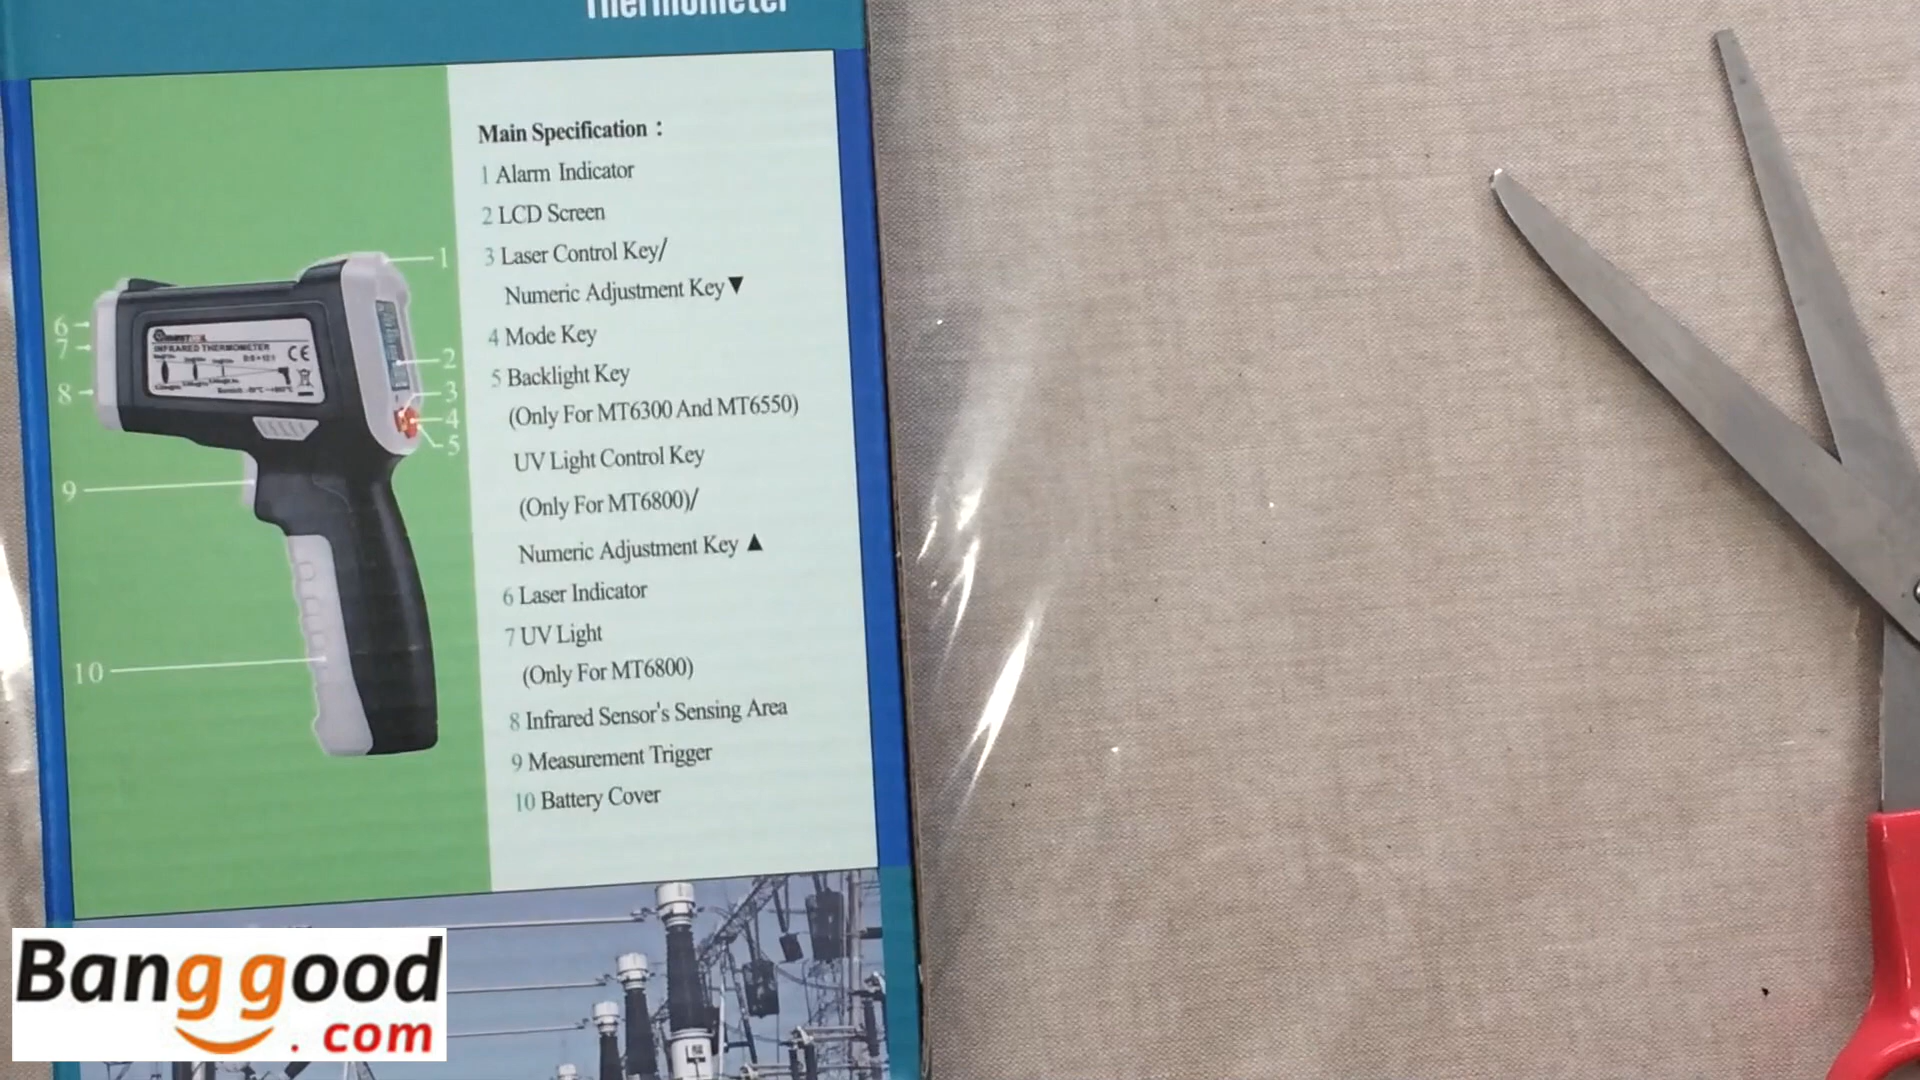 Thermometer
Main Specification :
1 Alarm Indicator
2 LCD Screen
3 Laser Control Key/
Numeric Adjustment Key▼
4 Mode Key
5 Backlight Key
(Only For MT6300 And MT6550)
UV Light Control Key
(Only For MT6800)/
Numeric Adjustment Key ▲
6 Laser Indicator
7 UV Light
(Only For MT6800)
8 Infrared Sensor's Sensing Area
9 Measurement Trigger
10 Battery Cover
1
6
7
2
8
3
4
5
9
10
INFRARED THERMOMETER
CE
Banggood
.com